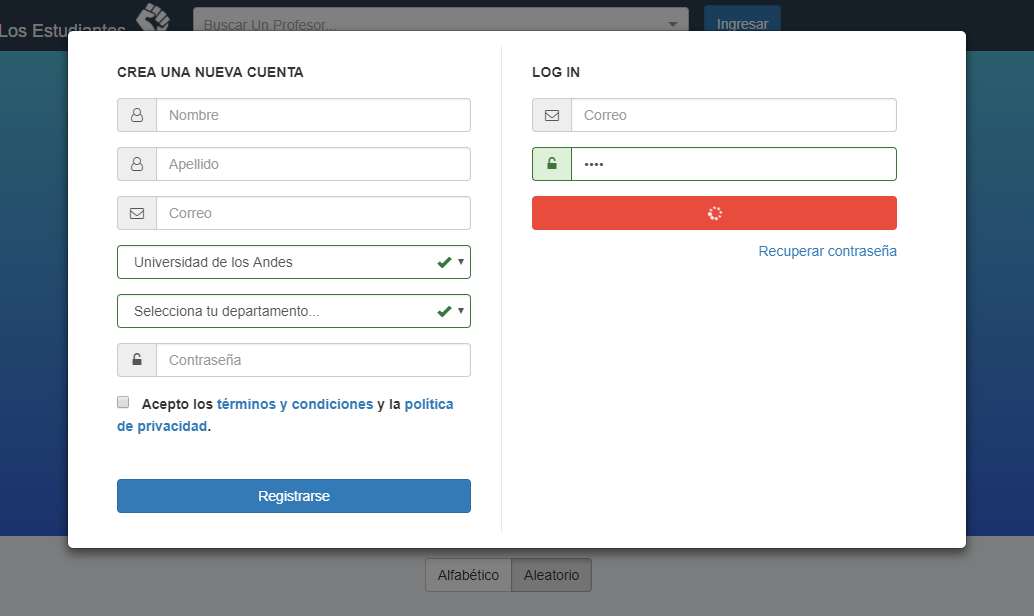 Los Estudiantes
Buscar Un Profesor...
Ingresar
CREA UNA NUEVA CUENTA
Nombre
Apellido
Correo
Universidad de los Andes
Selecciona tu departamento...
Contraseña
Acepto los términos y condiciones y la política
de privacidad.
Registrarse
LOG IN
Correo
Recuperar contraseña
Alfabético
Aleatorio